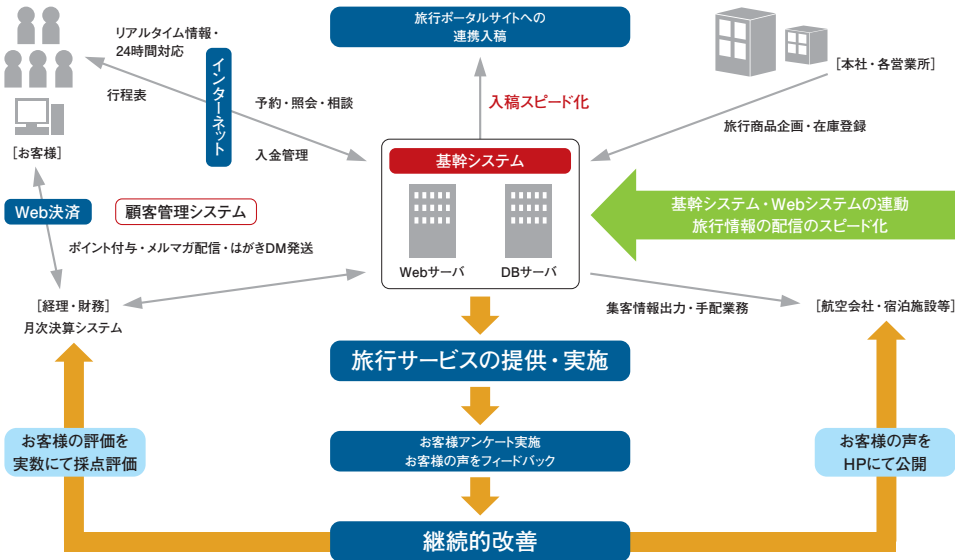 旅行ポータルサイトへの
連携入稿
リアルタイム情報・
24時間対応
インターネット
行程表
予約・照会・相談
入金管理
[お客様]
入稿スピード化
[本社・各営業所]
旅行商品企画・在庫登録
基幹システム
Webサーバ
DBサーバ
基幹システム・Webシステムの連動
旅行情報の配信のスピード化
Web決済
顧客管理システム
ポイント付与・メルマガ配信・はがきDM発送
[経理・財務]
月次決算システム
集客情報出力・手配業務
[航空会社・宿泊施設等]
旅行サービスの提供・実施
お客様の評価を
実数にて採点評価
お客様アンケート実施
お客様の声をフィードバック
お客様の声を
HPにて公開
継続的改善